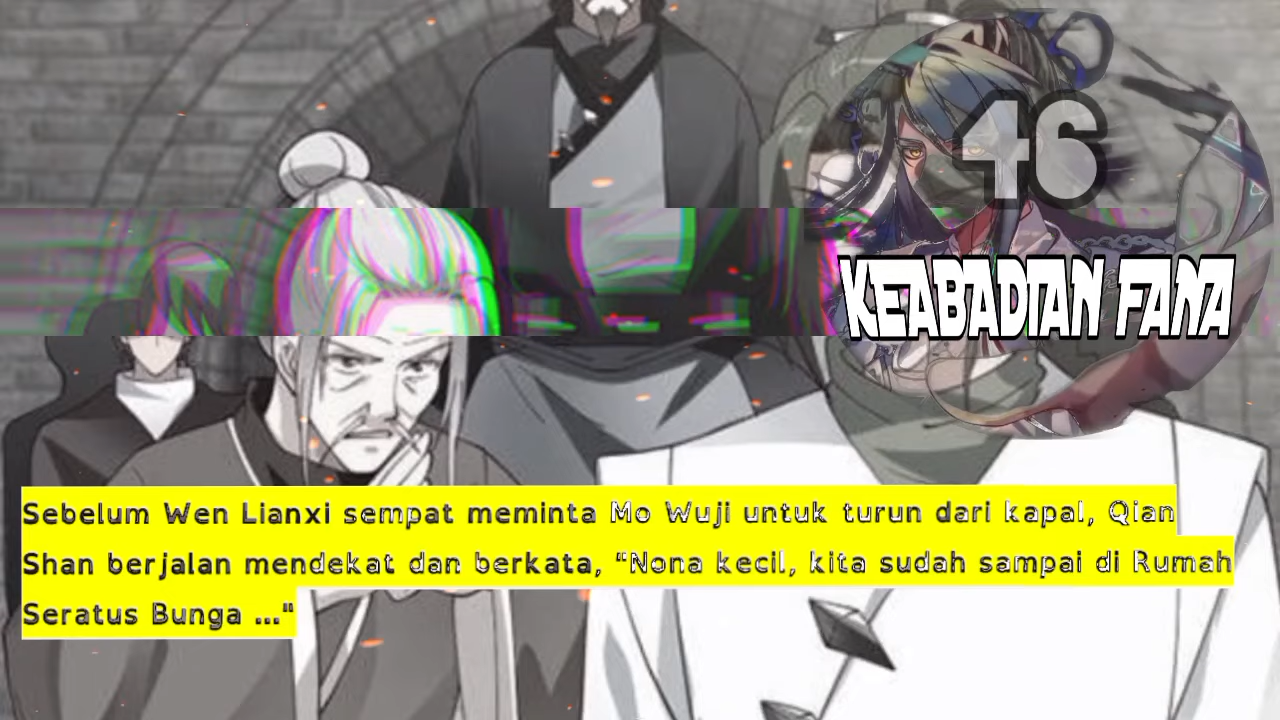 46
KEABADIAN FANA
Sebelum Wen Lianxi sempat meminta Mo Wuji untuk turun dari kapal, Qian
Shan berjalan mendekat dan berkata, "Nona kecil, kita sudah sampai di Rumah
Seratus Bunga ..."